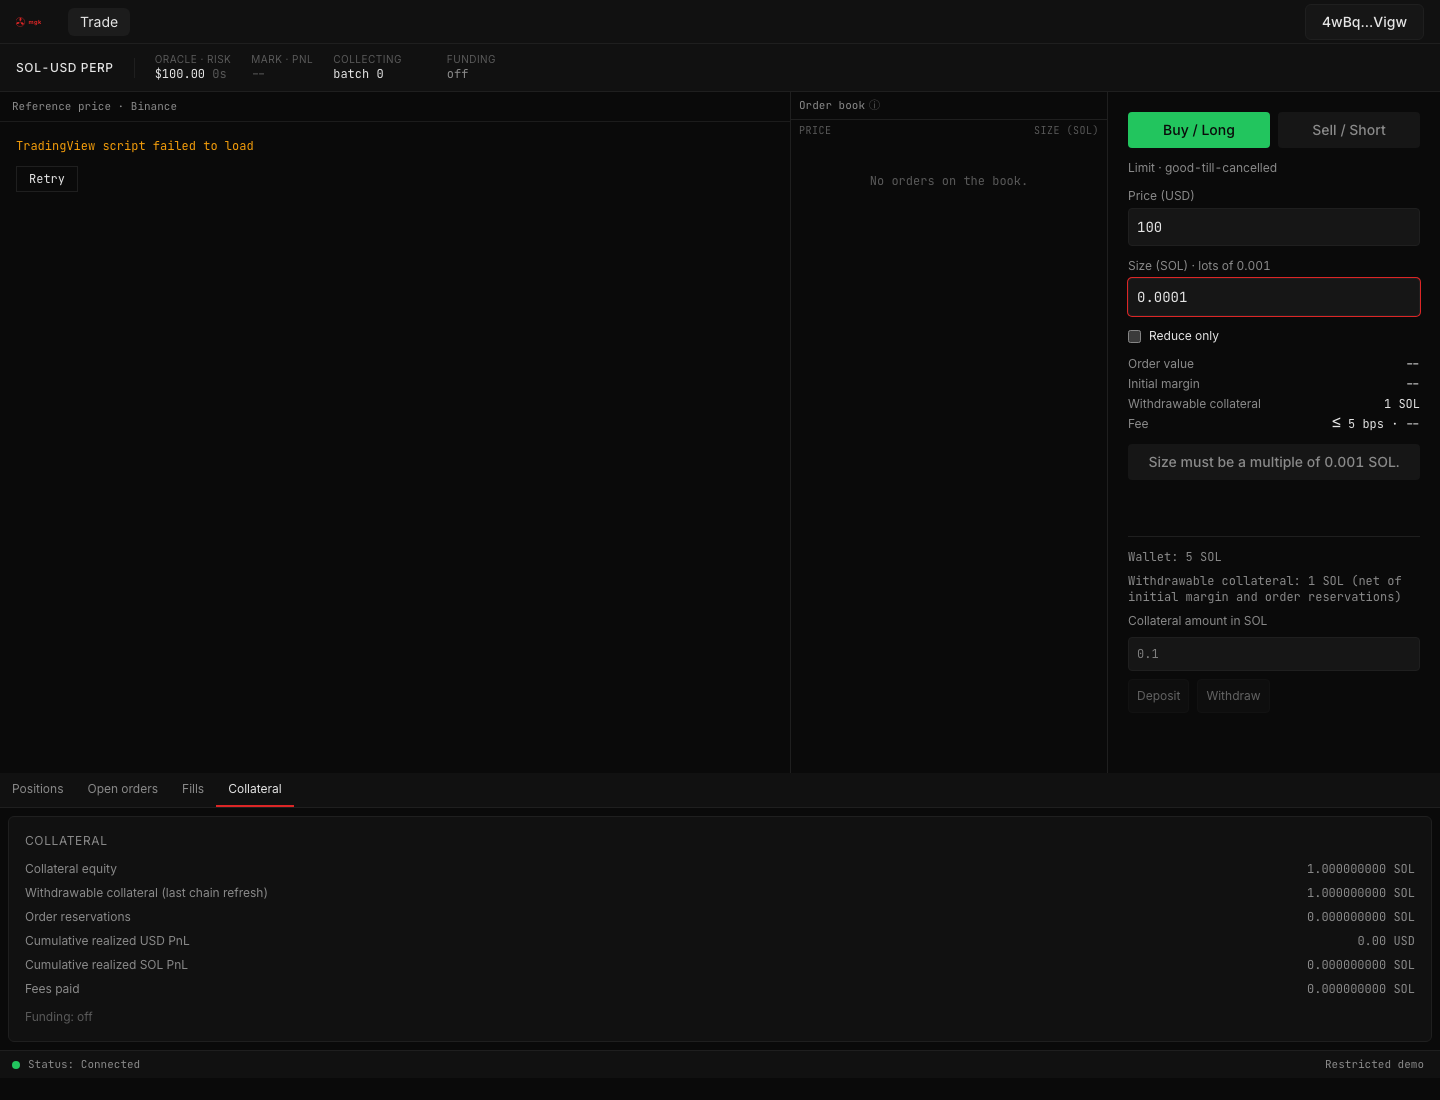 Trade
4wBq...Vigw
SOL-USD PERP
ORACLE · RISK
$100.00 0s
MARK · PNL
--
COLLECTING
batch 0
FUNDING
off
Reference price · Binance
TradingView script failed to load
Retry
Order book ⓘ
PRICE
SIZE (SOL)
No orders on the book.
Buy / Long
Sell / Short
Limit · good-till-cancelled
Price (USD)
100
Size (SOL) · lots of 0.001
0.0001
Reduce only
Order value --
Initial margin --
Withdrawable collateral 1 SOL
Fee ≤ 5 bps · --
Size must be a multiple of 0.001 SOL.
Wallet: 5 SOL
Withdrawable collateral: 1 SOL (net of
initial margin and order reservations)
Collateral amount in SOL
0.1
Deposit
Withdraw
Positions
Open orders
Fills
Collateral
COLLATERAL
Collateral equity 1.000000000 SOL
Withdrawable collateral (last chain refresh) 1.000000000 SOL
Order reservations 0.000000000 SOL
Cumulative realized USD PnL 0.00 USD
Cumulative realized SOL PnL 0.000000000 SOL
Fees paid 0.000000000 SOL
Funding: off
Status: Connected
Restricted demo